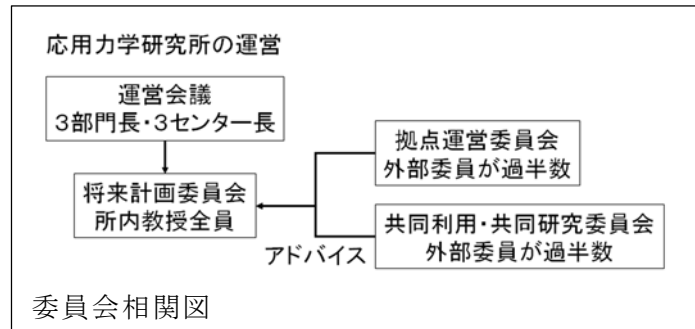 応用力学研究所の運営
運営会議
３部門長・３センター長
拠点運営委員会
外部委員が過半数
将来計画委員会
所内教授全員
共同利用・共同研究委員会
外部委員が過半数
アドバイス
委員会相関図